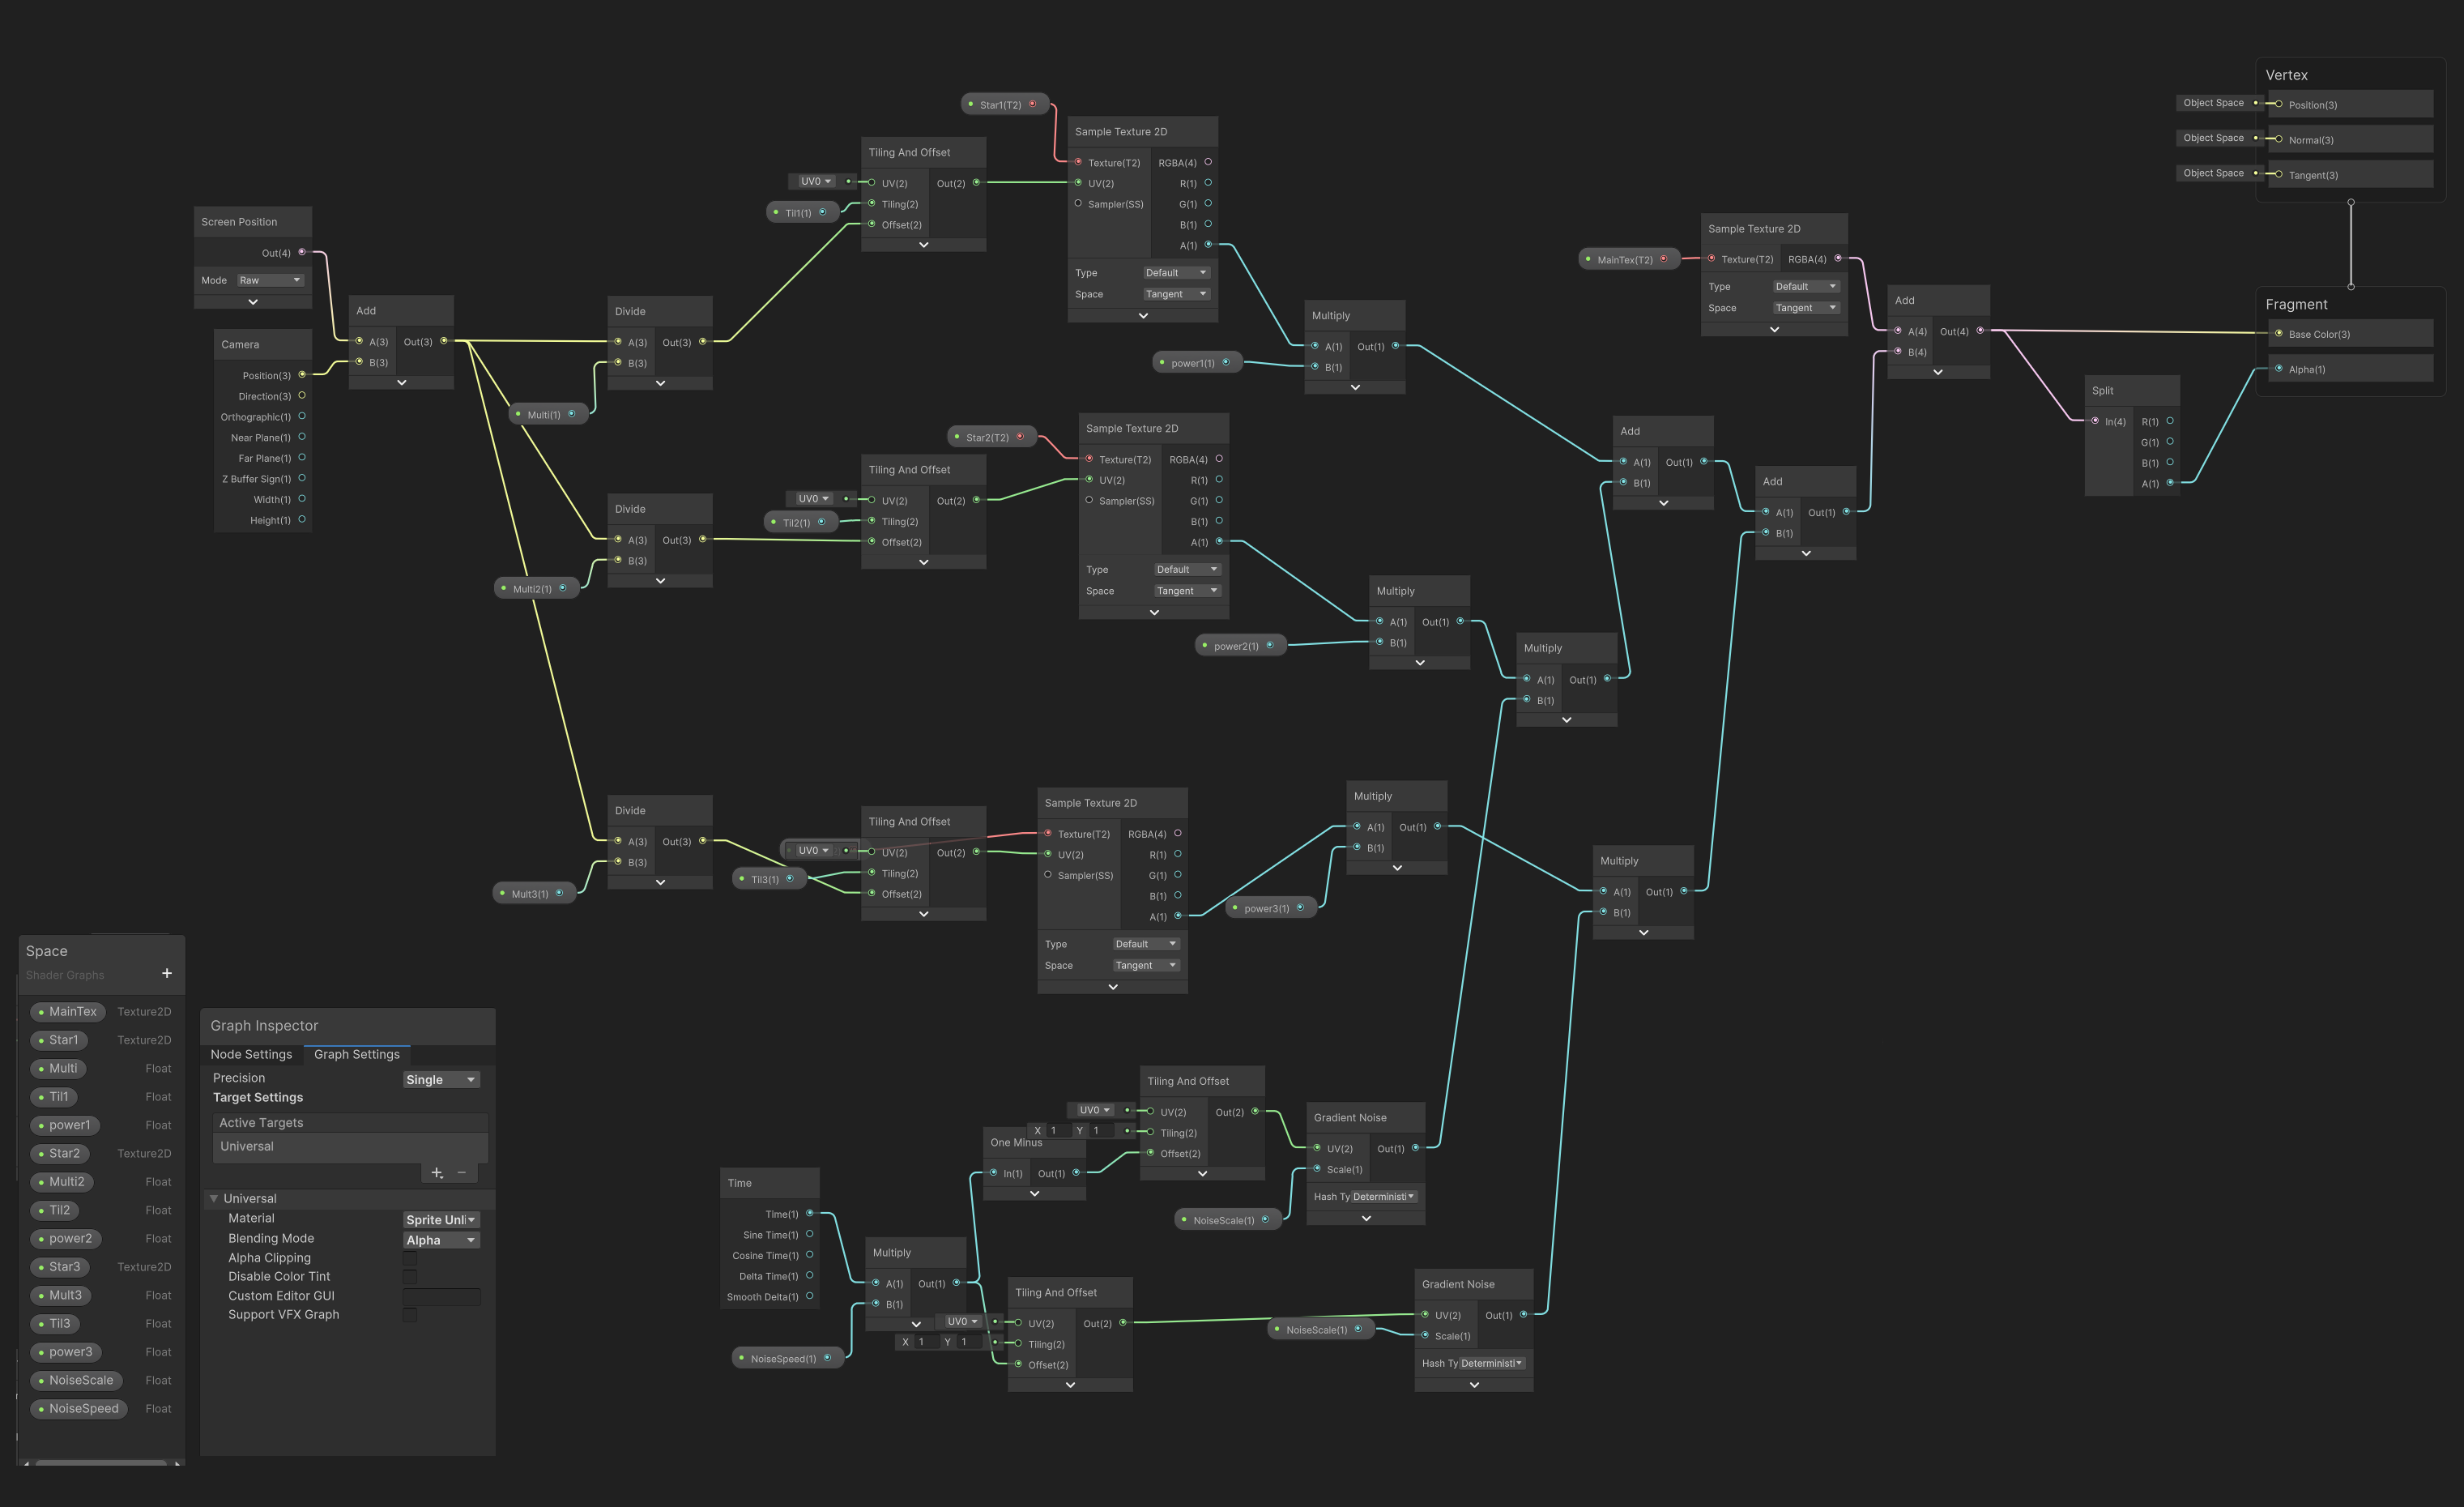 Vertex
Object Space
Position(3)
Object Space
Normal(3)
Object Space
Tangent(3)
Fragment
Base Color(3)
Alpha(1)
Screen Position
Out(4)
Mode Raw
Camera
Position(3)
Direction(3)
Orthographic(1)
Near Plane(1)
Far Plane(1)
Z Buffer Sign(1)
Width(1)
Height(1)
Add
A(3) Out(3)
B(3)
Divide
A(3) Out(3)
B(3)
Multi(1)
Divide
A(3) Out(3)
B(3)
Multi2(1)
Divide
A(3) Out(3)
B(3)
Mult3(1)
Star1(T2)
Tiling And Offset
UV0
UV(2) Out(2)
Til1(1)
Tiling(2)
Offset(2)
Sample Texture 2D
Texture(T2) RGBA(4)
UV(2) R(1)
Sampler(SS) G(1)
B(1)
A(1)
Type Default
Space Tangent
power1(1)
Multiply
A(1) Out(1)
B(1)
Star2(T2)
Tiling And Offset
UV0
UV(2) Out(2)
Til2(1)
Tiling(2)
Offset(2)
Sample Texture 2D
Texture(T2) RGBA(4)
UV(2) R(1)
Sampler(SS) G(1)
B(1)
A(1)
Type Default
Space Tangent
power2(1)
Multiply
A(1) Out(1)
B(1)
Multiply
A(1) Out(1)
B(1)
Tiling And Offset
UV0
UV(2) Out(2)
Til3(1)
Tiling(2)
Offset(2)
Sample Texture 2D
Texture(T2) RGBA(4)
UV(2) R(1)
Sampler(SS) G(1)
B(1)
A(1)
Type Default
Space Tangent
power3(1)
Multiply
A(1) Out(1)
B(1)
Multiply
A(1) Out(1)
B(1)
MainTex(T2)
Sample Texture 2D
Texture(T2) RGBA(4)
Type Default
Space Tangent
Add
A(4) Out(4)
B(4)
Add
A(1) Out(1)
B(1)
Add
A(1) Out(1)
B(1)
Split
In(4) R(1)
G(1)
B(1)
A(1)
Time
Time(1)
Sine Time(1)
Cosine Time(1)
Delta Time(1)
Smooth Delta(1)
NoiseSpeed(1)
Multiply
A(1) Out(1)
B(1)
One Minus
In(1) Out(1)
Tiling And Offset
UV0
UV(2) Out(2)
X 1 Y 1
Tiling(2)
Offset(2)
NoiseScale(1)
Gradient Noise
UV(2) Out(1)
Scale(1)
Hash Ty Deterministi
Tiling And Offset
UV0
UV(2) Out(2)
X 1 Y 1
Tiling(2)
Offset(2)
NoiseScale(1)
Gradient Noise
UV(2) Out(1)
Scale(1)
Hash Ty Deterministi
Space
Shader Graphs
+
MainTex Texture2D
Star1 Texture2D
Multi Float
Til1 Float
power1 Float
Star2 Texture2D
Multi2 Float
Til2 Float
power2 Float
Star3 Texture2D
Mult3 Float
Til3 Float
power3 Float
NoiseScale Float
NoiseSpeed Float
Graph Inspector
Node Settings Graph Settings
Precision Single
Target Settings
Active Targets
Universal
+ −
Universal
Material Sprite Unli
Blending Mode Alpha
Alpha Clipping
Disable Color Tint
Custom Editor GUI
Support VFX Graph